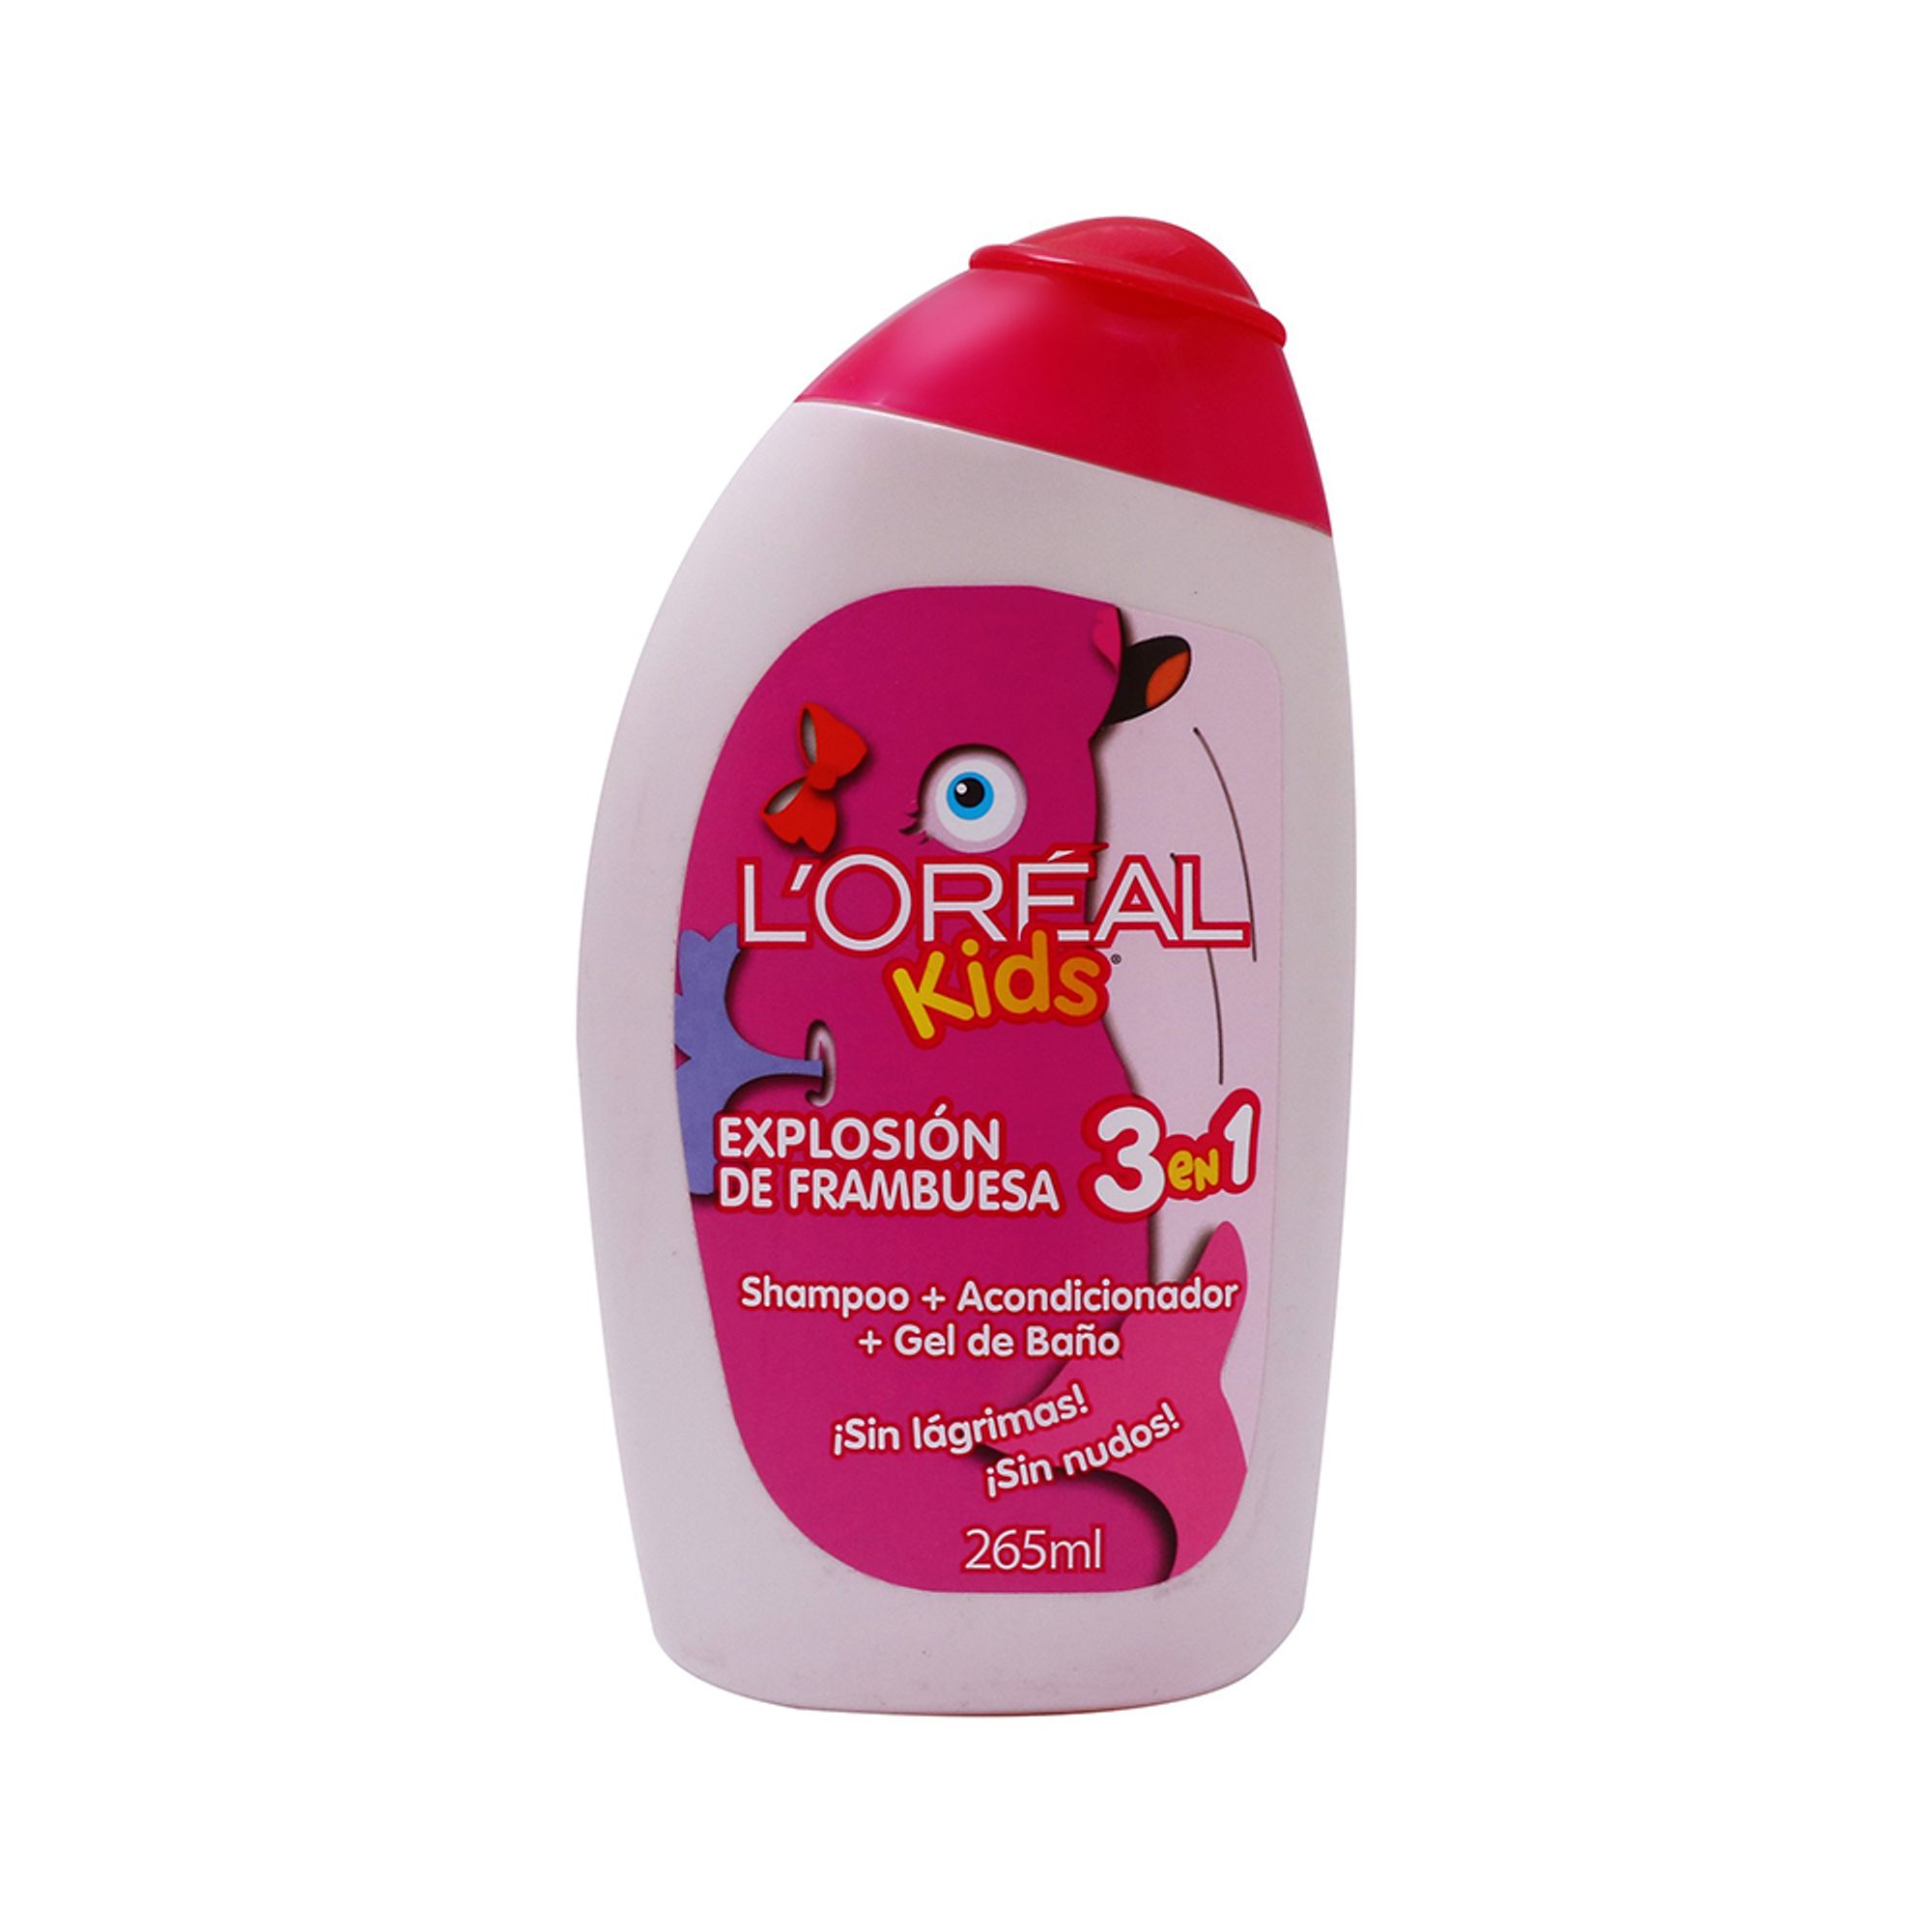 L'ORÉAL
Kids®
EXPLOSIÓN
DE FRAMBUESA
3 en 1
Shampoo + Acondicionador
+ Gel de Baño
¡Sin lágrimas!
¡Sin nudos!
265ml